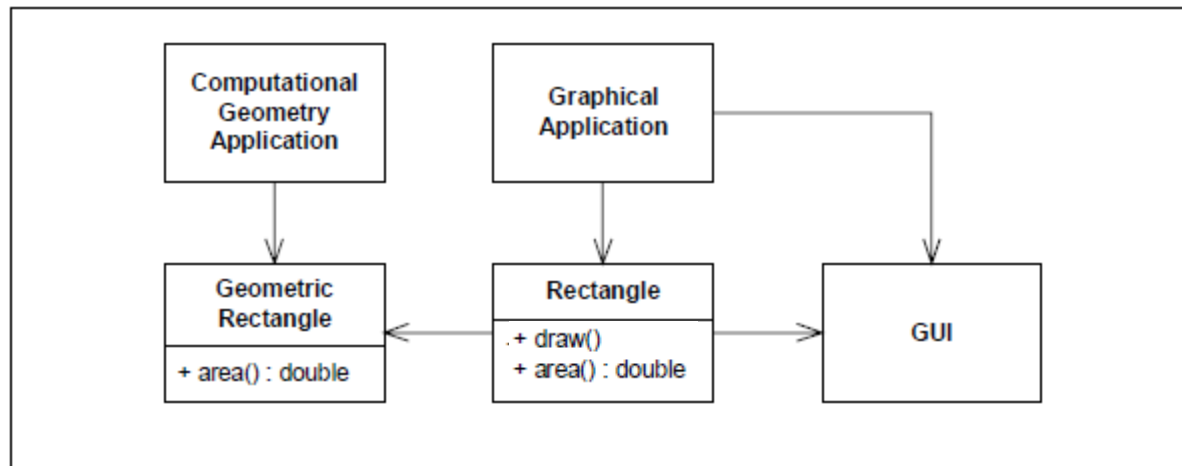 Computational
Geometry
Application
Graphical
Application
Geometric
Rectangle
+ area() : double
Rectangle
+ draw()
+ area() : double
GUI